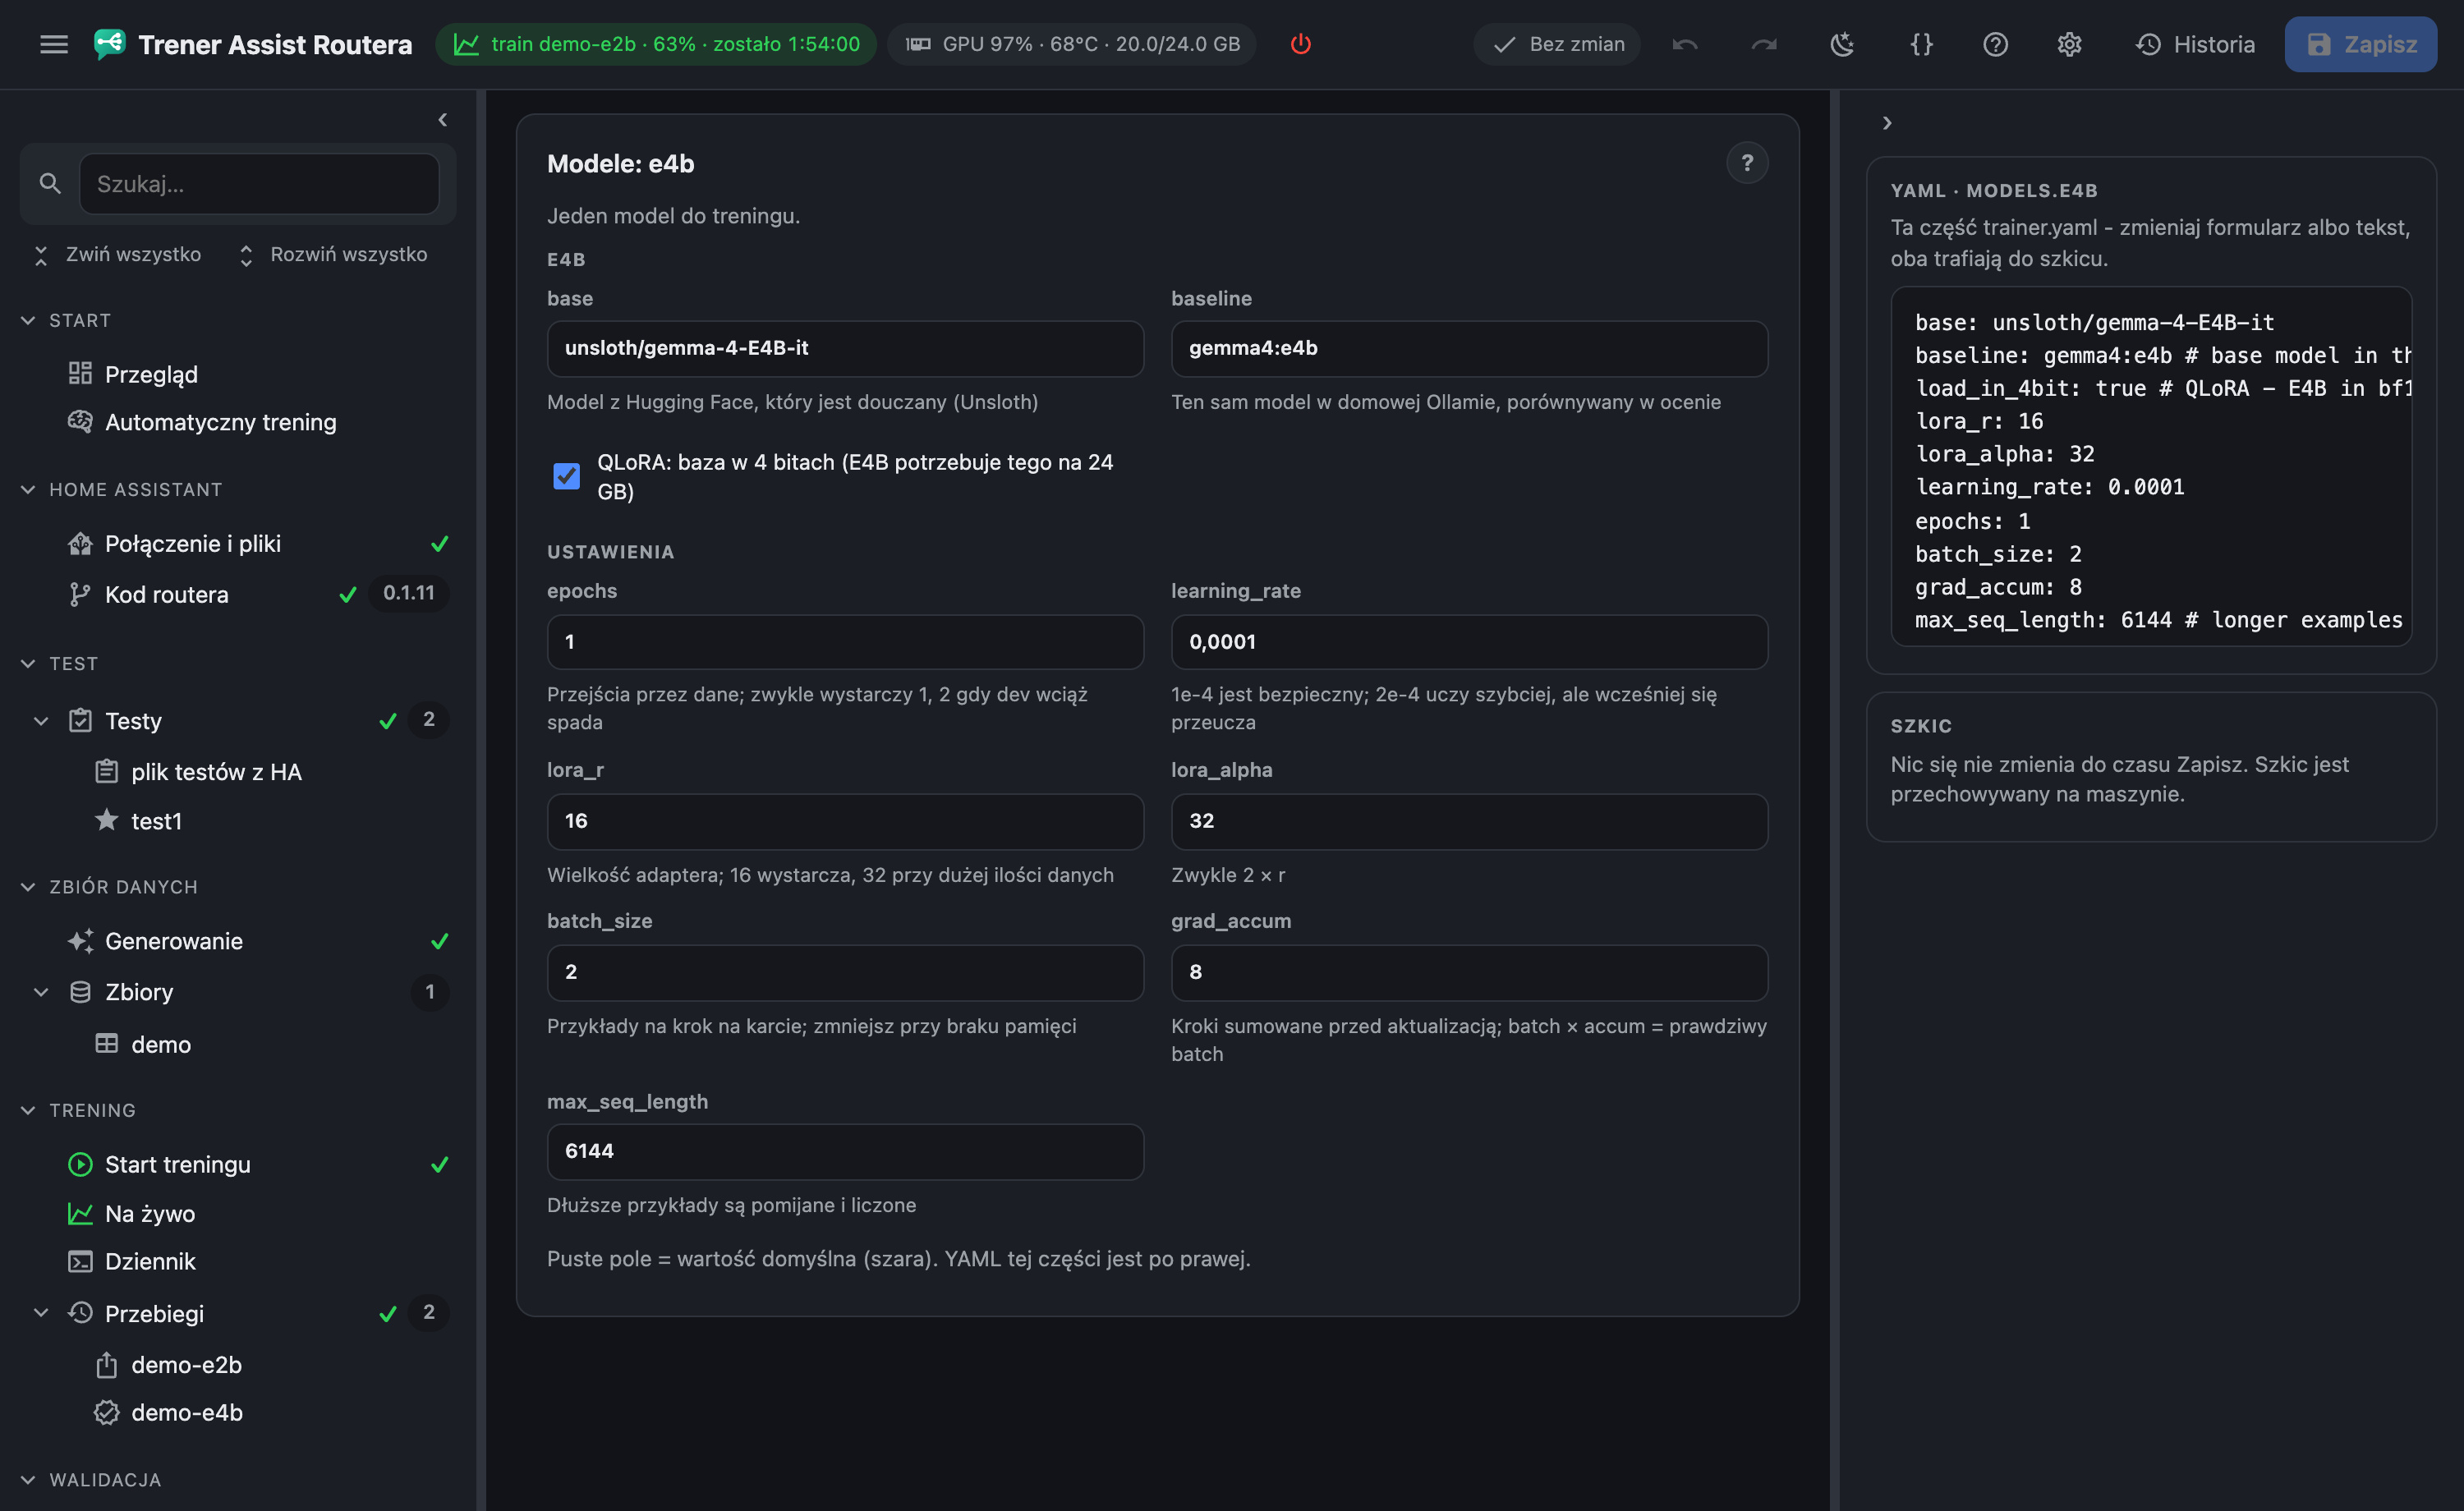 Trener Assist Routera
train demo-e2b · 63% · zostało 1:54:00
GPU 97% · 68°C · 20.0/24.0 GB
Bez zmian
{}
Historia
Zapisz
Szukaj...
Zwiń wszystko
Rozwiń wszystko
START
Przegląd
Automatyczny trening
HOME ASSISTANT
Połączenie i pliki
Kod routera
0.1.11
TEST
Testy
2
plik testów z HA
test1
ZBIÓR DANYCH
Generowanie
Zbiory
1
demo
TRENING
Start treningu
Na żywo
Dziennik
Przebiegi
2
demo-e2b
demo-e4b
WALIDACJA
Modele: e4b
?
Jeden model do treningu.
E4B
base
unsloth/gemma-4-E4B-it
Model z Hugging Face, który jest douczany (Unsloth)
baseline
gemma4:e4b
Ten sam model w domowej Ollamie, porównywany w ocenie
QLoRA: baza w 4 bitach (E4B potrzebuje tego na 24
GB)
USTAWIENIA
epochs
1
Przejścia przez dane; zwykle wystarczy 1, 2 gdy dev wciąż
spada
learning_rate
0,0001
1e-4 jest bezpieczny; 2e-4 uczy szybciej, ale wcześniej się
przeucza
lora_r
16
Wielkość adaptera; 16 wystarcza, 32 przy dużej ilości danych
lora_alpha
32
Zwykle 2 × r
batch_size
2
Przykłady na krok na karcie; zmniejsz przy braku pamięci
grad_accum
8
Kroki sumowane przed aktualizacją; batch × accum = prawdziwy
batch
max_seq_length
6144
Dłuższe przykłady są pomijane i liczone
Puste pole = wartość domyślna (szara). YAML tej części jest po prawej.
YAML · MODELS.E4B
Ta część trainer.yaml - zmieniaj formularz albo tekst,
oba trafiają do szkicu.
base: unsloth/gemma-4-E4B-it
baseline: gemma4:e4b # base model in
load_in_4bit: true # QLoRA – E4B in
lora_r: 16
lora_alpha: 32
learning_rate: 0.0001
epochs: 1
batch_size: 2
grad_accum: 8
max_seq_length: 6144 # longer examples
SZKIC
Nic się nie zmienia do czasu Zapisz. Szkic jest
przechowywany na maszynie.